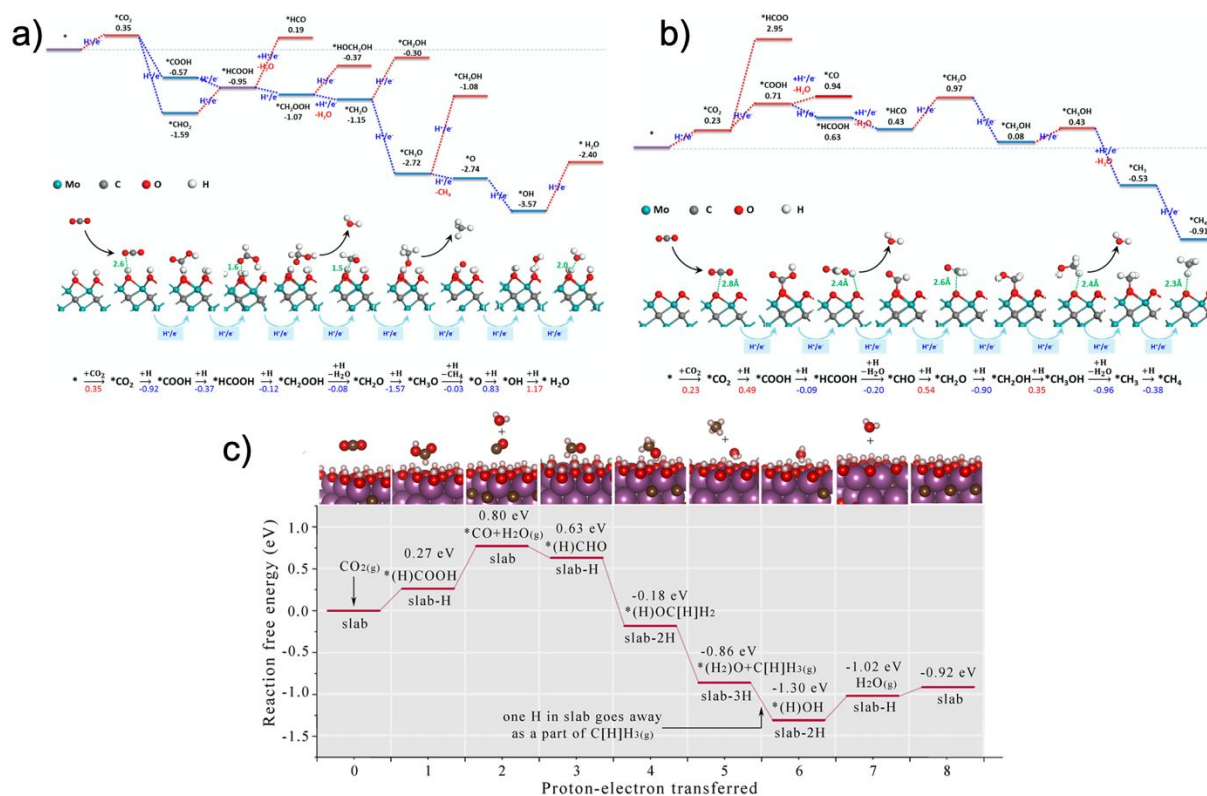 a)
*
H⁺/e⁻
*CO₂
0.35
H⁺/e⁻
H⁺/e⁻
*COOH
-0.57
H⁺/e⁻
*CHO₂
-1.59
H⁺/e⁻
*HCOOH
-0.95
+H⁺/e⁻
-H₂O
*HCO
0.19
H⁺/e⁻
*CH₂OOH
-1.07
H⁺/e⁻
*HOCH₂OH
-0.37
+H⁺/e⁻
-H₂O
*CH₂O
-1.15
H⁺/e⁻
*CH₂OH
-0.30
H⁺/e⁻
*CH₃O
-2.72
H⁺/e⁻
*CH₃OH
-1.08
H⁺/e⁻
-CH₄
*O
-2.74
H⁺/e⁻
*OH
-3.57
H⁺/e⁻
* H₂O
-2.40
Mo C O H
2.6
1.6
1.5
2.0
H⁺/e⁻ H⁺/e⁻ H⁺/e⁻ H⁺/e⁻ H⁺/e⁻ H⁺/e⁻ H⁺/e⁻ H⁺/e⁻
+CO₂ +H +H +H +H −H₂O +H +H −CH₄ +H +H
* → *CO₂ → *COOH → *HCOOH → *CH₂OOH → *CH₂O → *CH₃O → *O → *OH → * H₂O
0.35 -0.92 -0.37 -0.12 -0.08 -1.57 -0.03 0.83 1.17
b)
*
H⁺/e⁻
*CO₂
0.23
*HCOO
2.95
H⁺/e⁻
H⁺/e⁻
*COOH
0.71
+H⁺/e⁻
-H₂O
*CO
0.94
H⁺/e⁻
*HCOOH
0.63
+H⁺/e⁻
-H₂O
*HCO
0.43
H⁺/e⁻
*CH₂O
0.97
H⁺/e⁻
*CH₂OH
0.08
H⁺/e⁻
*CH₃OH
0.43
+H⁺/e⁻
-H₂O
*CH₃
-0.53
H⁺/e⁻
*CH₄
-0.91
Mo C O H
2.8Å
2.4Å
2.6Å
2.4Å
2.3Å
H⁺/e⁻ H⁺/e⁻ H⁺/e⁻ H⁺/e⁻ H⁺/e⁻ H⁺/e⁻ H⁺/e⁻ H⁺/e⁻
+CO₂ +H +H +H −H₂O +H +H +H +H −H₂O +H
* → *CO₂ → *COOH → *HCOOH → *CHO → *CH₂O → *CH₂OH → *CH₃OH → *CH₃ → *CH₄
0.23 0.49 -0.09 -0.20 0.54 -0.90 0.35 -0.96 -0.38
c)
+
+
+
Reaction free energy (eV)
1.0
0.5
0.0
-0.5
-1.0
-1.5
CO₂(g)
slab
0.27 eV
*(H)COOH
slab-H
0.80 eV
*CO+H₂O(g)
slab
0.63 eV
*(H)CHO
slab-H
-0.18 eV
*(H)OC[H]H₂
slab-2H
-0.86 eV
*(H₂)O+C[H]H₃(g)
slab-3H
-1.30 eV
*(H)OH
slab-2H
-1.02 eV
H₂O(g)
slab-H
-0.92 eV
slab
one H in slab goes away
as a part of C[H]H₃(g)
0 1 2 3 4 5 6 7 8
Proton-electron transferred